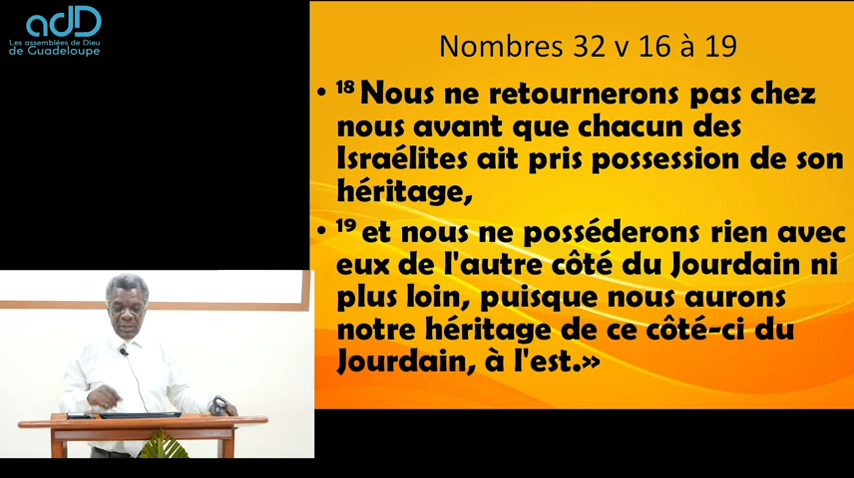 adD
Les assemblées de Dieu
de Guadeloupe
Nombres 32 v 16 à 19
• 18 Nous ne retournerons pas chez
nous avant que chacun des
Israélites ait pris possession de son
héritage,
• 19 et nous ne posséderons rien avec
eux de l'autre côté du Jourdain ni
plus loin, puisque nous aurons
notre héritage de ce côté-ci du
Jourdain, à l'est.»